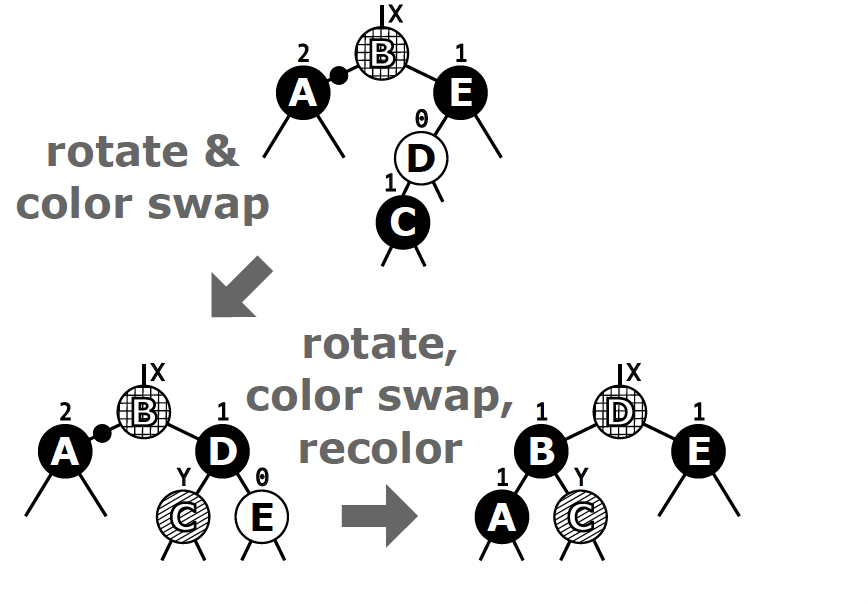 X
B
2
1
A
E
0
rotate &
D
color swap
1
C
rotate,
X
X
color swap,
B
D
2
1
1
1
recolor
A
D
B
E
Y
0
1
Y
C
E
A
C